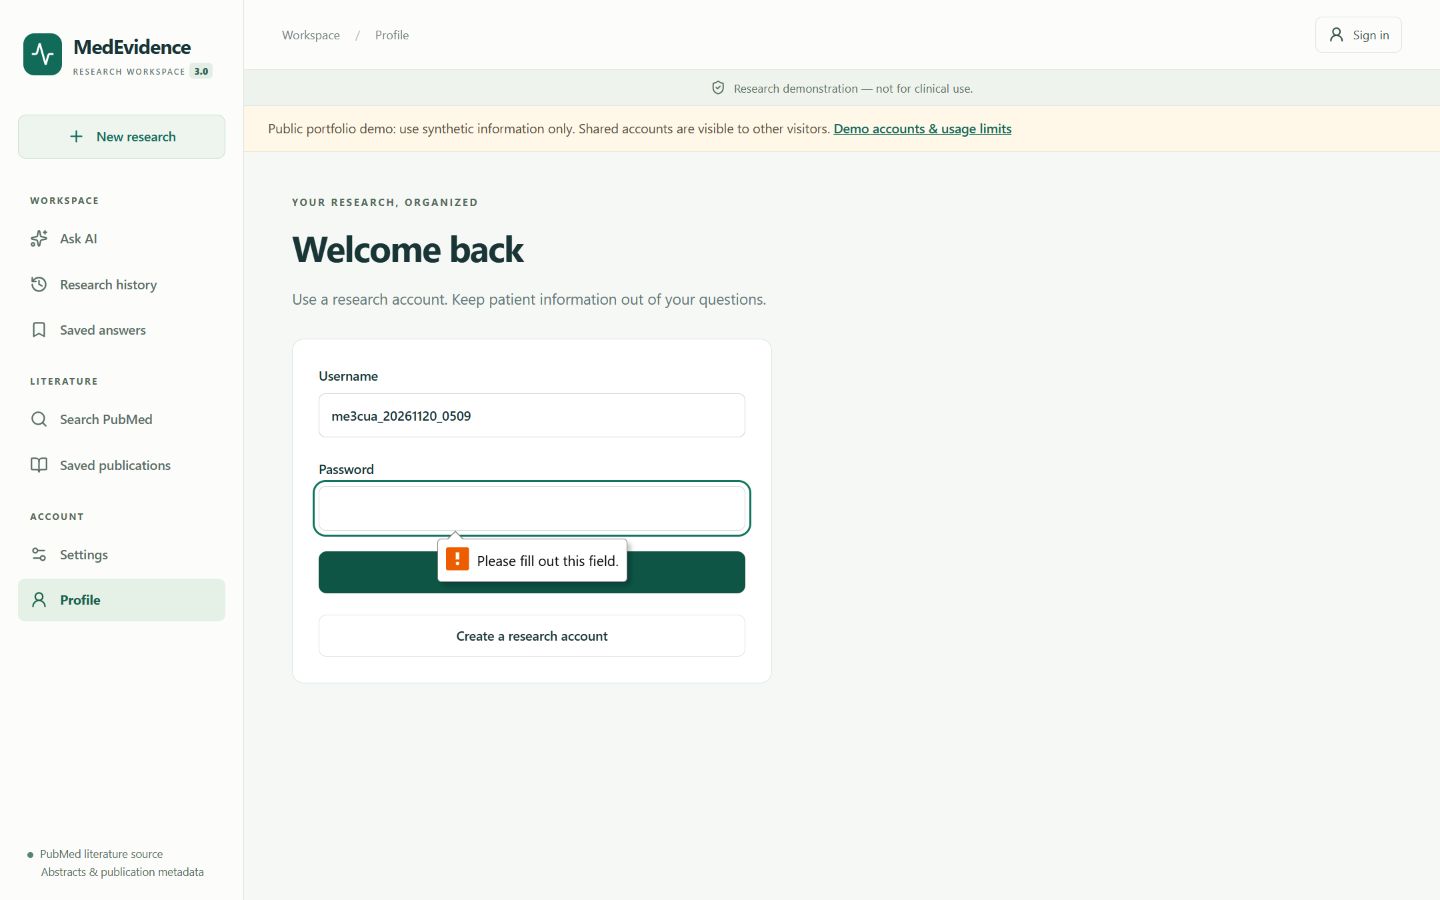 MedEvidence
RESEARCH WORKSPACE 3.0
New research
WORKSPACE
Ask AI
Research history
Saved answers
LITERATURE
Search PubMed
Saved publications
ACCOUNT
Settings
Profile
PubMed literature source
Abstracts & publication metadata
Workspace / Profile
Sign in
Research demonstration — not for clinical use.
Public portfolio demo: use synthetic information only. Shared accounts are visible to other visitors. Demo accounts & usage limits
YOUR RESEARCH, ORGANIZED
Welcome back
Use a research account. Keep patient information out of your questions.
Username
me3cua_20261120_0509
Password
Please fill out this field.
Create a research account